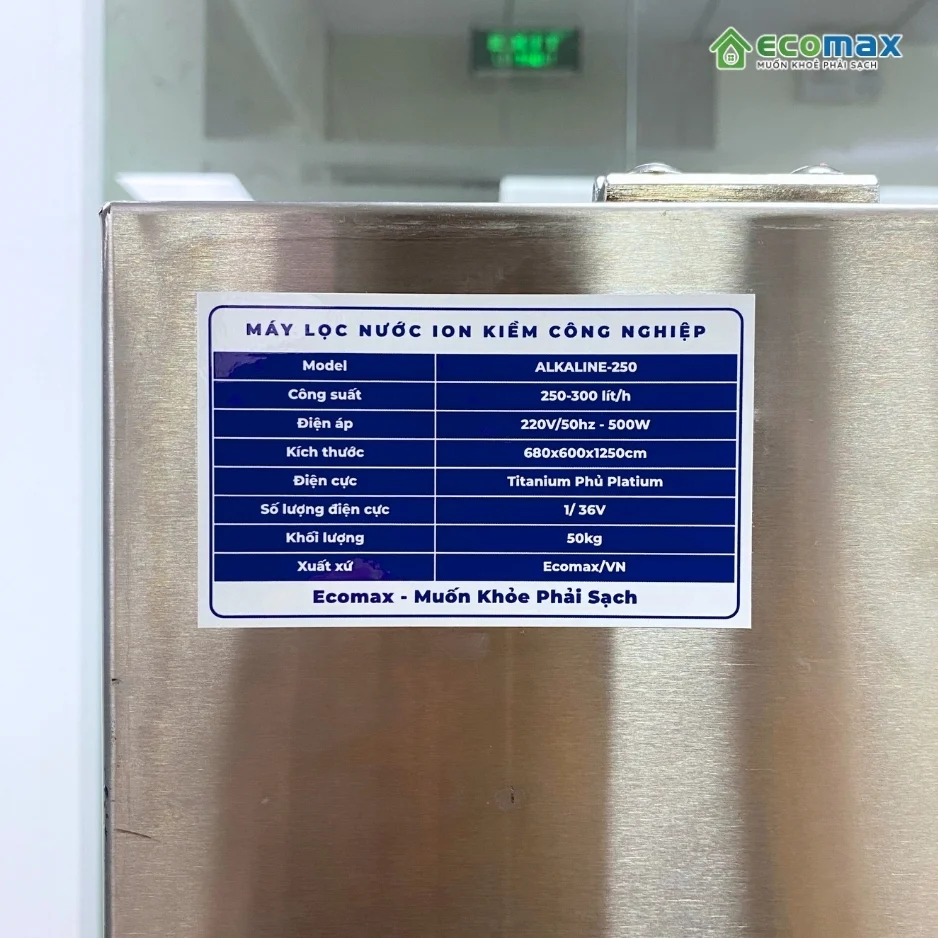 EXIT
ecomax
MUỐN KHOẺ PHẢI SẠCH
MÁY LỌC NƯỚC ION KIỀM CÔNG NGHIỆP
Model ALKALINE-250
Công suất 250-300 lít/h
Điện áp 220V/50hz - 500W
Kích thước 680x600x1250cm
Điện cực Titanium Phủ Platium
Số lượng điện cực 1/ 36V
Khối lượng 50kg
Xuất xứ Ecomax/VN
Ecomax - Muốn Khỏe Phải Sạch